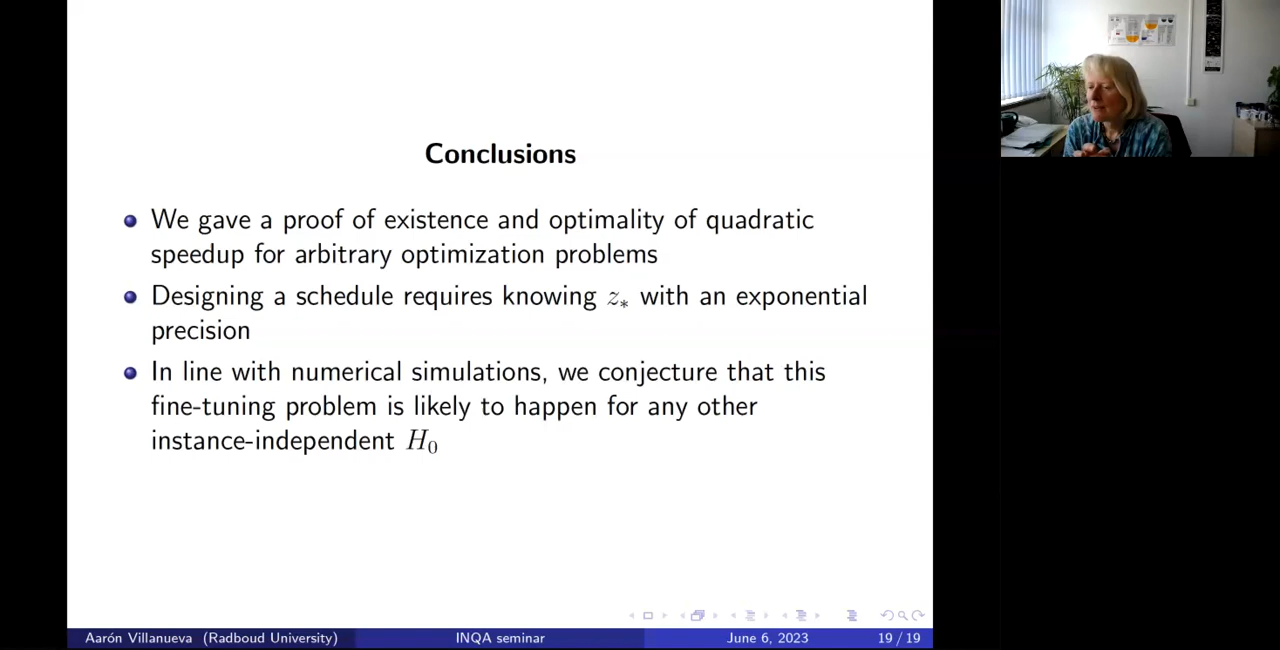 Conclusions
We gave a proof of existence and optimality of quadratic
speedup for arbitrary optimization problems
Designing a schedule requires knowing z∗ with an exponential
precision
In line with numerical simulations, we conjecture that this
fine-tuning problem is likely to happen for any other
instance-independent H₀
Aarón Villanueva (Radboud University) INQA seminar June 6, 2023 19 / 19